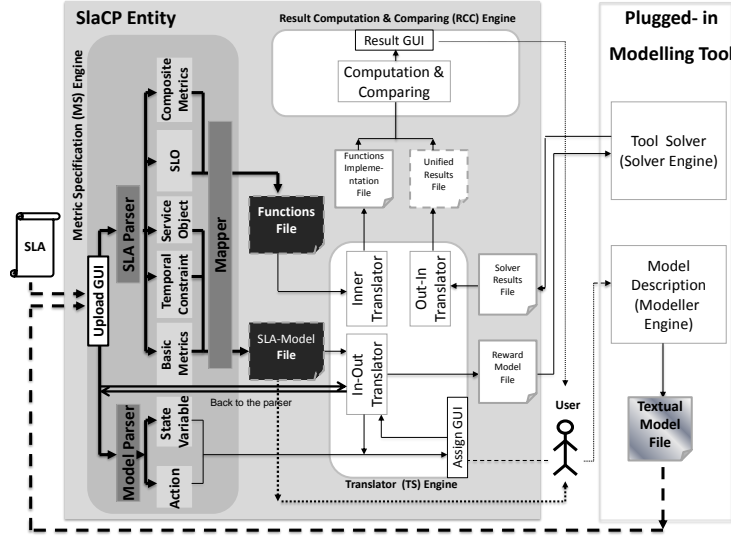 SlaCP Entity
Result Computation & Comparing (RCC) Engine
Result GUI
Computation &
Comparing
Plugged- in
Modelling Tool
Metric Specification (MS) Engine
Composite
Metrics
SLO
Service
Object
Temporal
Constraint
Basic
Metrics
SLA Parser
Mapper
Upload GUI
SLA
Functions
Impleme-
ntation
File
Unified
Results
File
Tool Solver
(Solver Engine)
Functions
File
Inner
Translator
Out-In
Translator
Solver
Results
File
Model
Description
(Modeller
Engine)
SLA-Model
File
In-Out
Translator
Reward
Model
File
Back to the parser
Model Parser
State
Variable
Action
Assign GUI
User
Textual
Model
File
Translator (TS) Engine